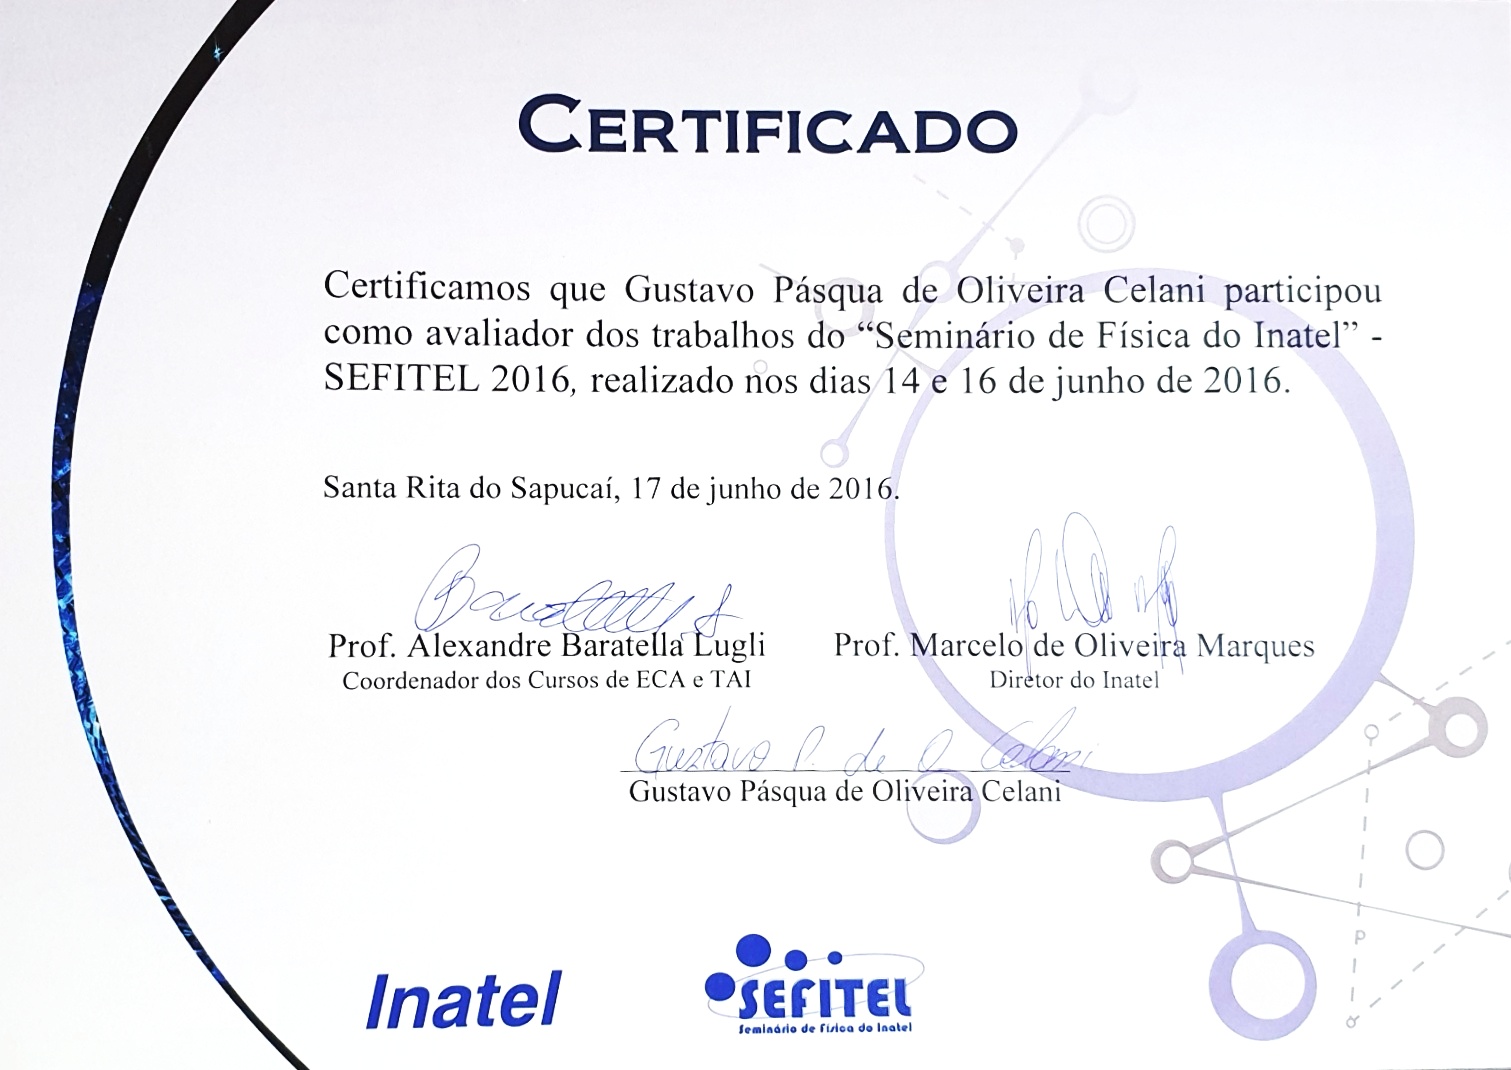 CERTIFICADO
Certificamos que Gustavo Pásqua de Oliveira Celani participou
como avaliador dos trabalhos do “Seminário de Física do Inatel” -
SEFITEL 2016, realizado nos dias 14 e 16 de junho de 2016.
Santa Rita do Sapucaí, 17 de junho de 2016.
Prof. Alexandre Baratella Lugli
Coordenador dos Cursos de ECA e TAI
Prof. Marcelo de Oliveira Marques
Diretor do Inatel
Gustavo P. de O. Celani
Gustavo Pásqua de Oliveira Celani
P
Inatel
SEFITEL
Seminário de Física do Inatel